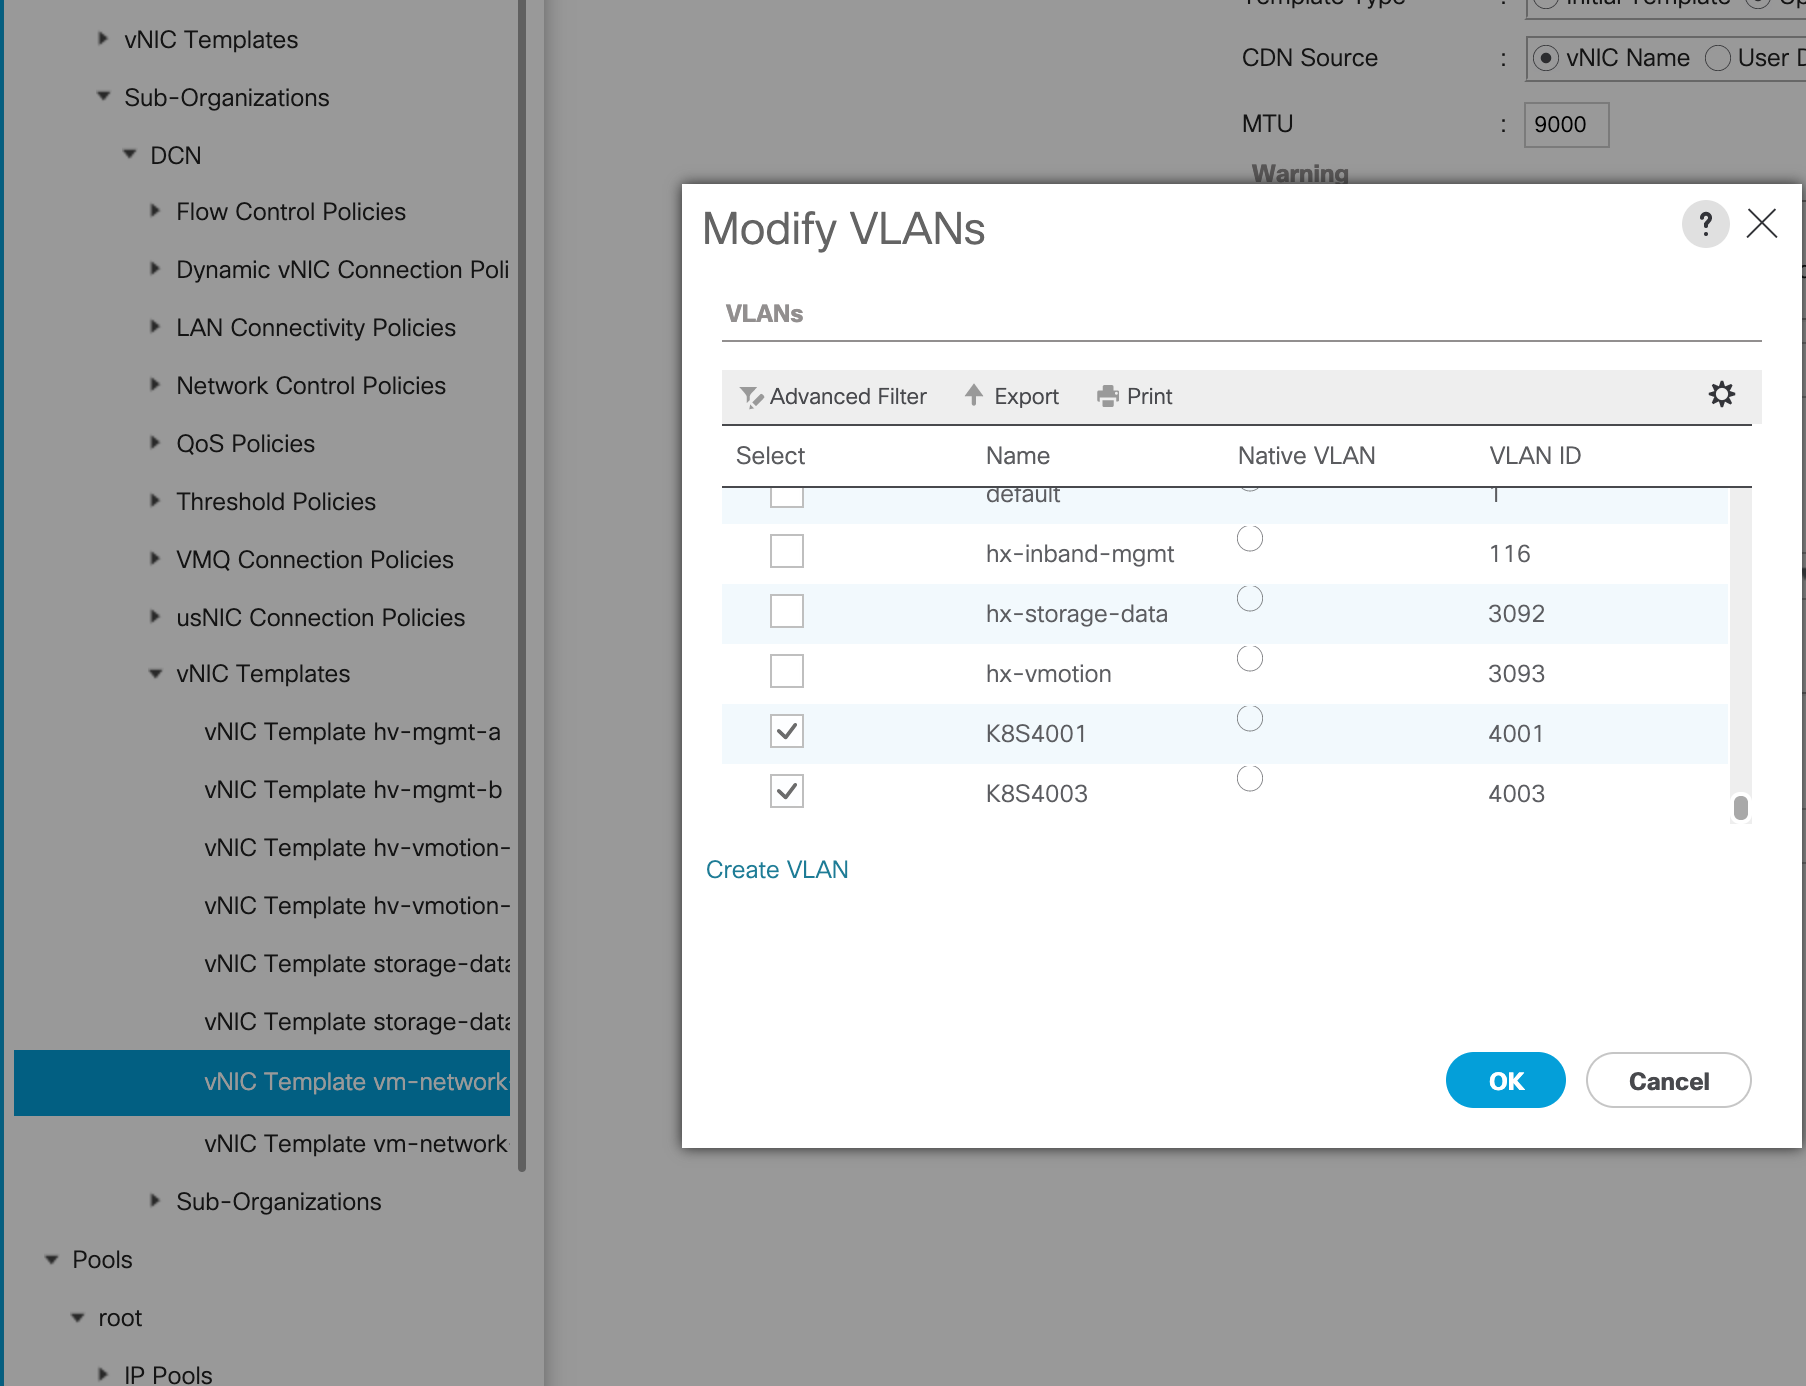 vNIC Templates
Sub-Organizations
DCN
Flow Control Policies
Dynamic vNIC Connection Poli
LAN Connectivity Policies
Network Control Policies
QoS Policies
Threshold Policies
VMQ Connection Policies
usNIC Connection Policies
vNIC Templates
vNIC Template hv-mgmt-a
vNIC Template hv-mgmt-b
vNIC Template hv-vmotion-
vNIC Template hv-vmotion-
vNIC Template storage-data
vNIC Template storage-data
vNIC Template vm-network-
vNIC Template vm-network-
Sub-Organizations
Pools
root
IP Pools
Template Type : Initial Template
CDN Source : vNIC Name User D
MTU : 9000
Warning
Modify VLANs ?
VLANs
Advanced Filter Export Print
Select Name Native VLAN VLAN ID
default 1
hx-inband-mgmt 116
hx-storage-data 3092
hx-vmotion 3093
K8S4001 4001
K8S4003 4003
Create VLAN
OK Cancel